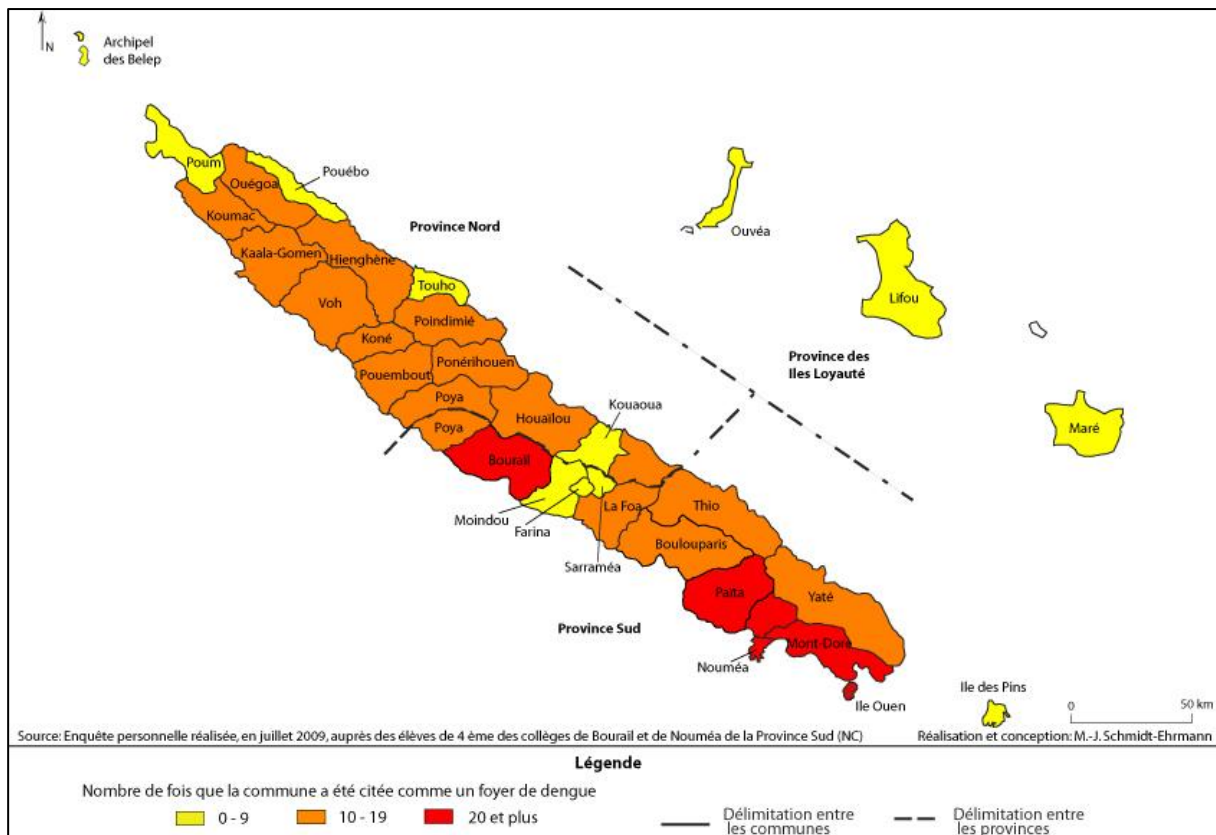 N
Archipel
des Belep
Poum
Ouégoa
Pouébo
Koumac
Province Nord
Ouvéa
Kaala-Gomen
Hienghène
Touho
Lifou
Voh
Poindimié
Koné
Ponérihouen
Province des
Iles Loyauté
Pouembout
Poya
Kouaoua
Houaïlou
Poya
Maré
Bourail
Moindou
Farina
La Foa
Thio
Sarraméa
Boulouparis
Païta
Yaté
Province Sud
Mont-Dore
Nouméa
Ile Ouen
Ile des Pins
0 50 km
Source: Enquête personnelle réalisée, en juillet 2009, auprès des élèves de 4 ème des collèges de Bourail et de Nouméa de la Province Sud (NC) Réalisation et conception: M.-J. Schmidt-Ehrmann
Légende
Nombre de fois que la commune a été citée comme un foyer de dengue
0 - 9 10 - 19 20 et plus
Délimitation entre
les communes
Délimitation entre
les provinces